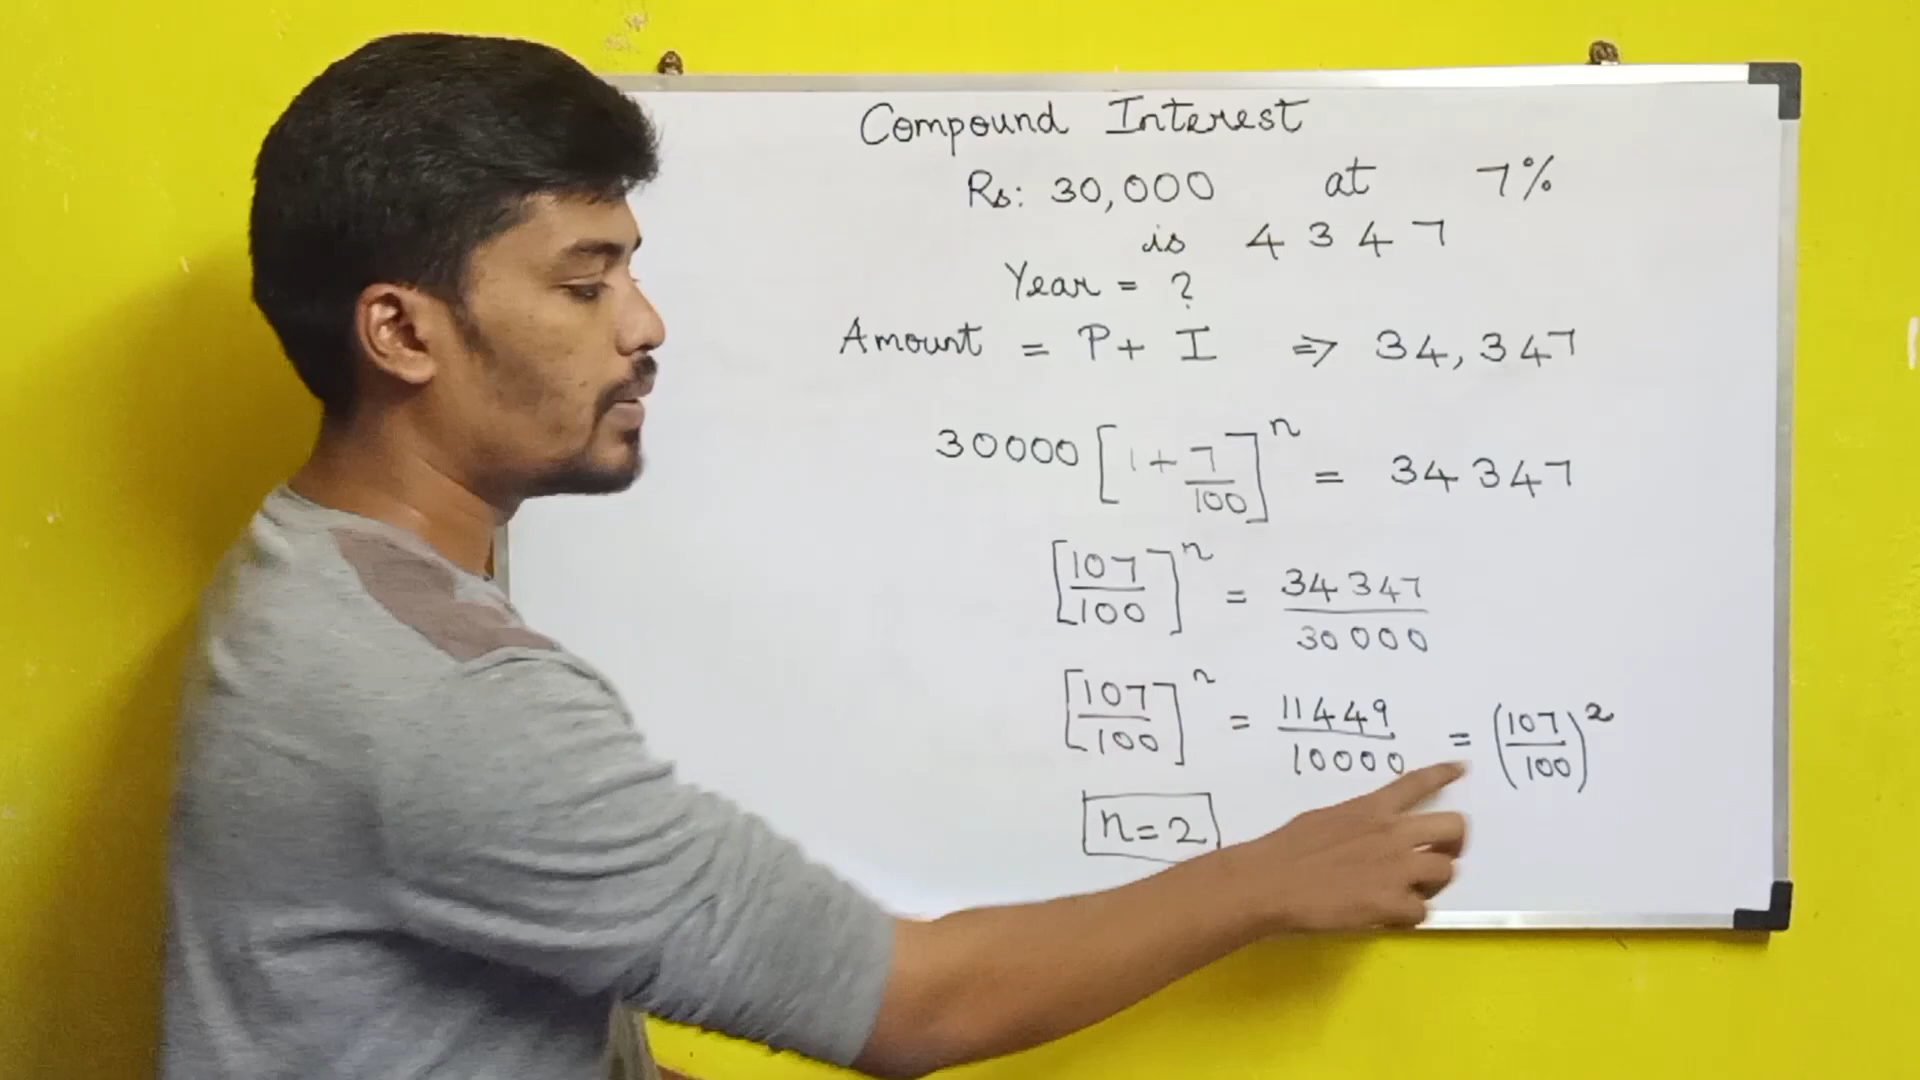 Compound Interest
Rs: 30,000 at 7%
is 4347
Year = ?
Amount = P + I => 34,347
30000 [1 + 7/100]^n = 34347
[107/100]^n = 34347/30000
[107/100]^n = 11449/10000 = (107/100)^2
n = 2